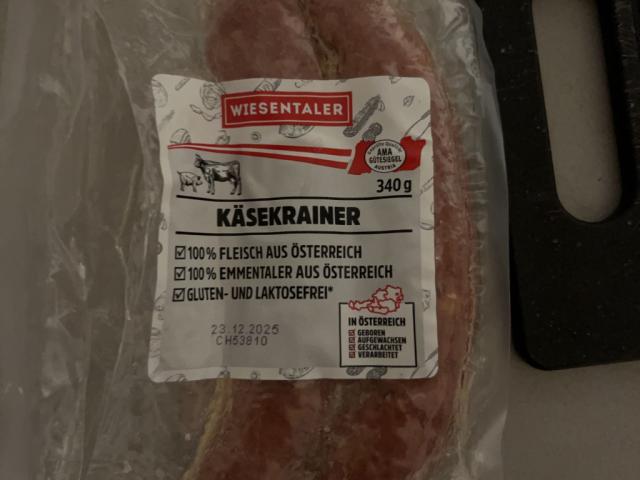 WIESENTALER
AMA
GÜTESIEGEL
AUSTRIA
340 g
KÄSEKRAINER
☑ 100% FLEISCH AUS ÖSTERREICH
☑ 100% EMMENTALER AUS ÖSTERREICH
☑ GLUTEN- UND LAKTOSEFREI*
23.12.2025
CH53810
IN ÖSTERREICH
☑ GEBOREN
☑ AUFGEWACHSEN
☑ GESCHLACHTET
☑ VERARBEITET